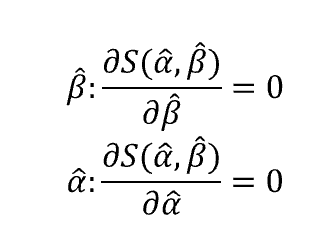 β̂: ∂S(α̂, β̂)/∂β̂ = 0
α̂: ∂S(α̂, β̂)/∂α̂ = 0